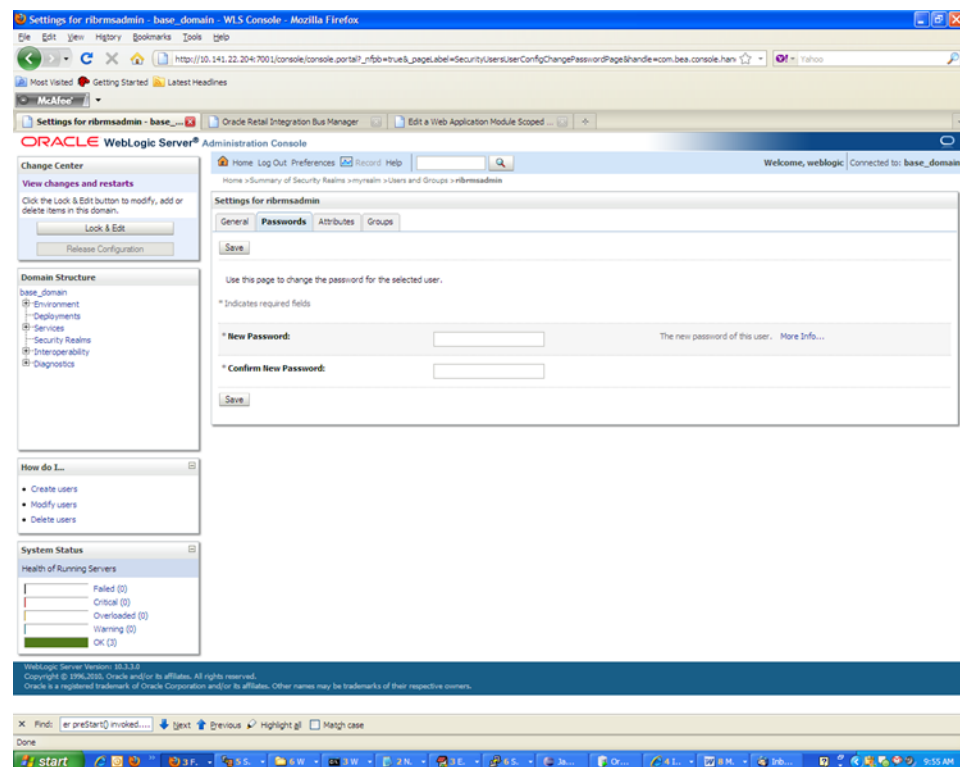 Settings for ribrmsadmin - base_domain - WLS Console - Mozilla Firefox
File Edit View History Bookmarks Tools Help
http://10.141.22.204:7001/console/console.portal?_nfpb=true&_pageLabel=SecurityUsersUserConfigChangePasswordPage&handle=com.bea.console.han
Yahoo
Most Visited Getting Started Latest Headlines
McAfee
Settings for ribrmsadmin - base_... Oracle Retail Integration Bus Manager Edit a Web Application Module Scoped ...
ORACLE WebLogic Server® Administration Console
Change Center
View changes and restarts
Click the Lock & Edit button to modify, add or
delete items in this domain.
Lock & Edit
Release Configuration
Domain Structure
base_domain
Environment
Deployments
Services
Security Realms
Interoperability
Diagnostics
How do I...
Create users
Modify users
Delete users
System Status
Health of Running Servers
Failed (0)
Critical (0)
Overloaded (0)
Warning (0)
OK (3)
Home Log Out Preferences Record Help
Welcome, weblogic Connected to: base_domain
Home >Summary of Security Realms >myrealm >Users and Groups >ribrmsadmin
Settings for ribrmsadmin
General Passwords Attributes Groups
Save
Use this page to change the password for the selected user.
* Indicates required fields
* New Password:
The new password of this user. More Info...
* Confirm New Password:
Save
WebLogic Server Version: 10.3.3.0
Copyright © 1996,2010, Oracle and/or its affiliates. All rights reserved.
Oracle is a registered trademark of Oracle Corporation and/or its affiliates. Other names may be trademarks of their respective owners.
Find: er preStart() invoked.... Next Previous Highlight all Match case
Done
start 3 F... 5 S... 6 W... 3 W... 2 N... 3 E... 6 S... Ja... Or... 4 I... 8 M... Inb... 9:55 AM